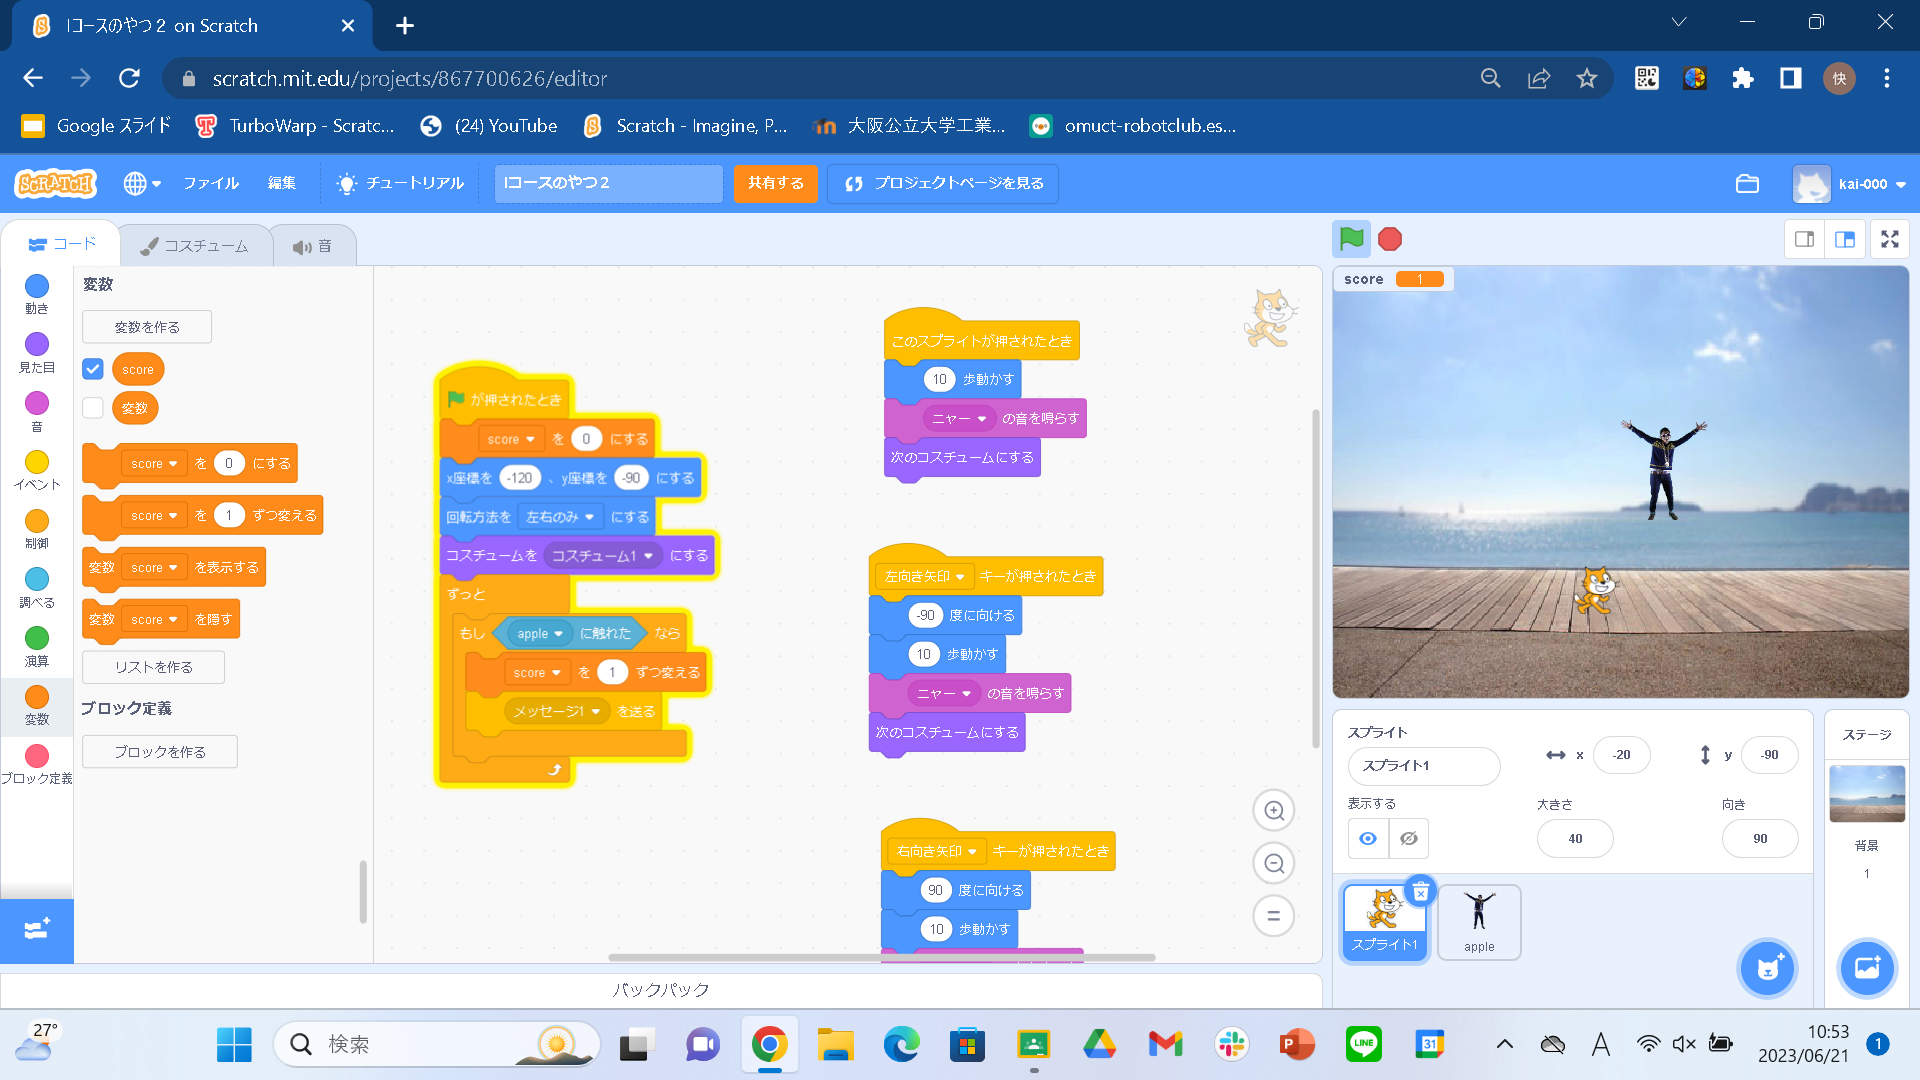 Iコースのやつ２ on Scratch
scratch.mit.edu/projects/867700626/editor
快
Google スライド
TurboWarp - Scratc...
(24) YouTube
Scratch - Imagine, P...
大阪公立大学工業...
omuct-robotclub.es...
SCRATCH
ファイル
編集
チュートリアル
Iコースのやつ２
共有する
プロジェクトページを見る
kai-000
コード
コスチューム
音
動き
見た目
音
イベント
制御
調べる
演算
変数
ブロック定義
変数
変数を作る
score
変数
score を 0 にする
score を 1 ずつ変える
変数 score を表示する
変数 score を隠す
リストを作る
ブロック定義
ブロックを作る
が押されたとき
score を 0 にする
x座標を -120 、y座標を -90 にする
回転方法を 左右のみ にする
コスチュームを コスチューム1 にする
ずっと
もし apple に触れた なら
score を 1 ずつ変える
メッセージ1 を送る
このスプライトが押されたとき
10 歩動かす
ニャー の音を鳴らす
次のコスチュームにする
左向き矢印 キーが押されたとき
-90 度に向ける
10 歩動かす
ニャー の音を鳴らす
次のコスチュームにする
右向き矢印 キーが押されたとき
90 度に向ける
10 歩動かす
バックパック
score 1
スプライト
スプライト1
x -20
y -90
表示する
大きさ
40
向き
90
スプライト1
apple
ステージ
背景
1
27°
検索
LINE
31
A
10:53
2023/06/21
1